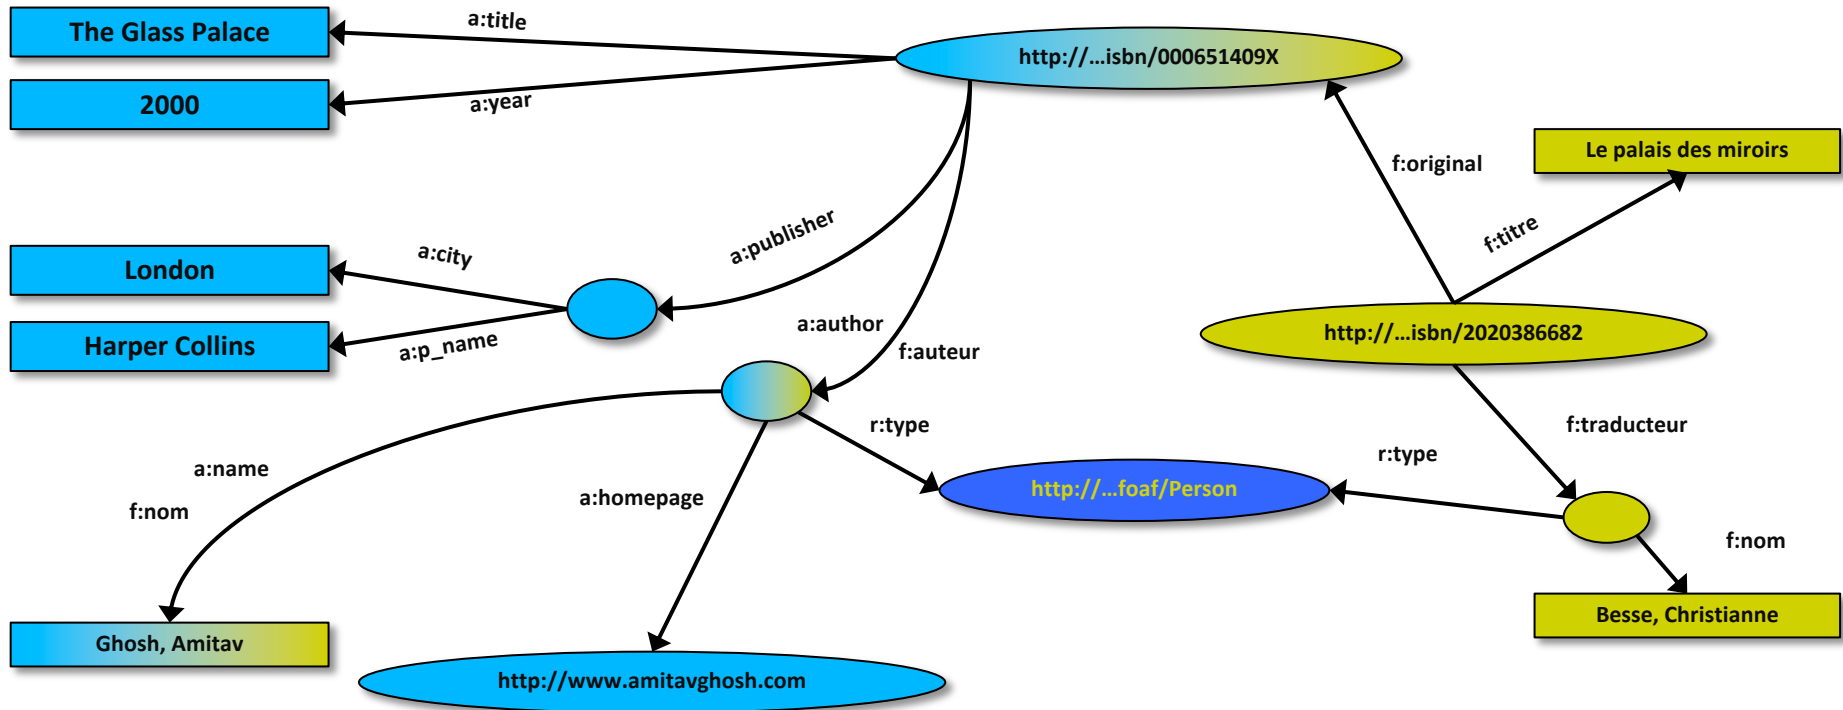 a:title
The Glass Palace
http://...isbn/000651409X
2000
a:year
Le palais des miroirs
f:original
f:titre
a:publisher
a:city
London
a:author
http://...isbn/2020386682
Harper Collins
a:p_name
f:auteur
r:type
f:traducteur
r:type
a:name
http://...foaf/Person
a:homepage
f:nom
f:nom
Besse, Christianne
Ghosh, Amitav
http://www.amitavghosh.com